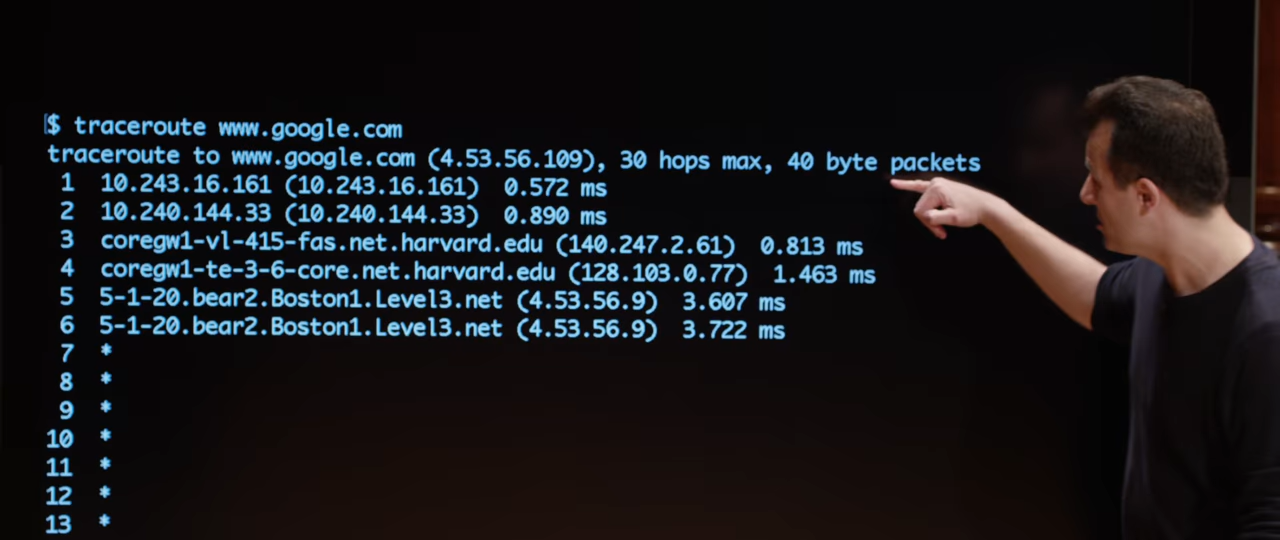 $ traceroute www.google.com
traceroute to www.google.com (4.53.56.109), 30 hops max, 40 byte packets
1 10.243.16.161 (10.243.16.161) 0.572 ms
2 10.240.144.33 (10.240.144.33) 0.890 ms
3 coregw1-vl-415-fas.net.harvard.edu (140.247.2.61) 0.813 ms
4 coregw1-te-3-6-core.net.harvard.edu (128.103.0.77) 1.463 ms
5 5-1-20.bear2.Boston1.Level3.net (4.53.56.9) 3.607 ms
6 5-1-20.bear2.Boston1.Level3.net (4.53.56.9) 3.722 ms
7 *
8 *
9 *
10 *
11 *
12 *
13 *